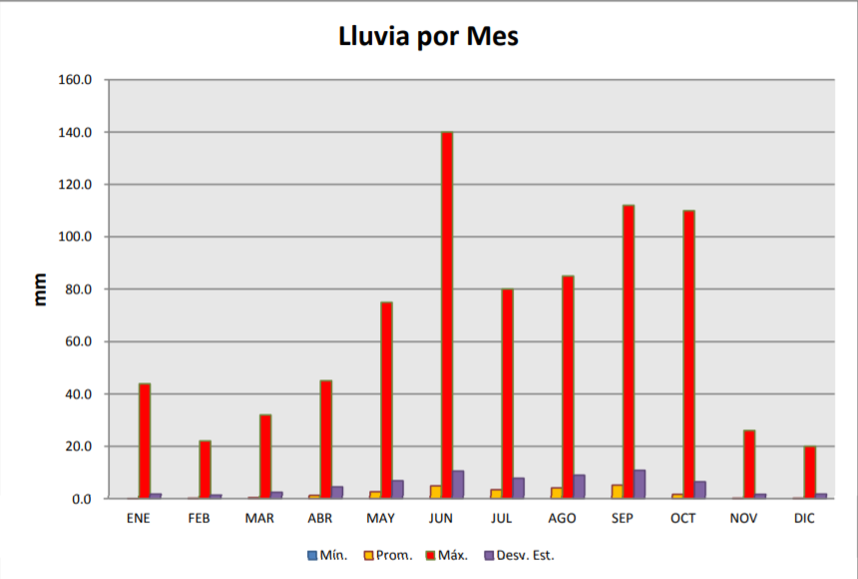 Lluvia por Mes
160.0
140.0
120.0
100.0
80.0
60.0
40.0
20.0
0.0
mm
ENE FEB MAR ABR MAY JUN JUL AGO SEP OCT NOV DIC
Mín. Prom. Máx. Desv. Est.